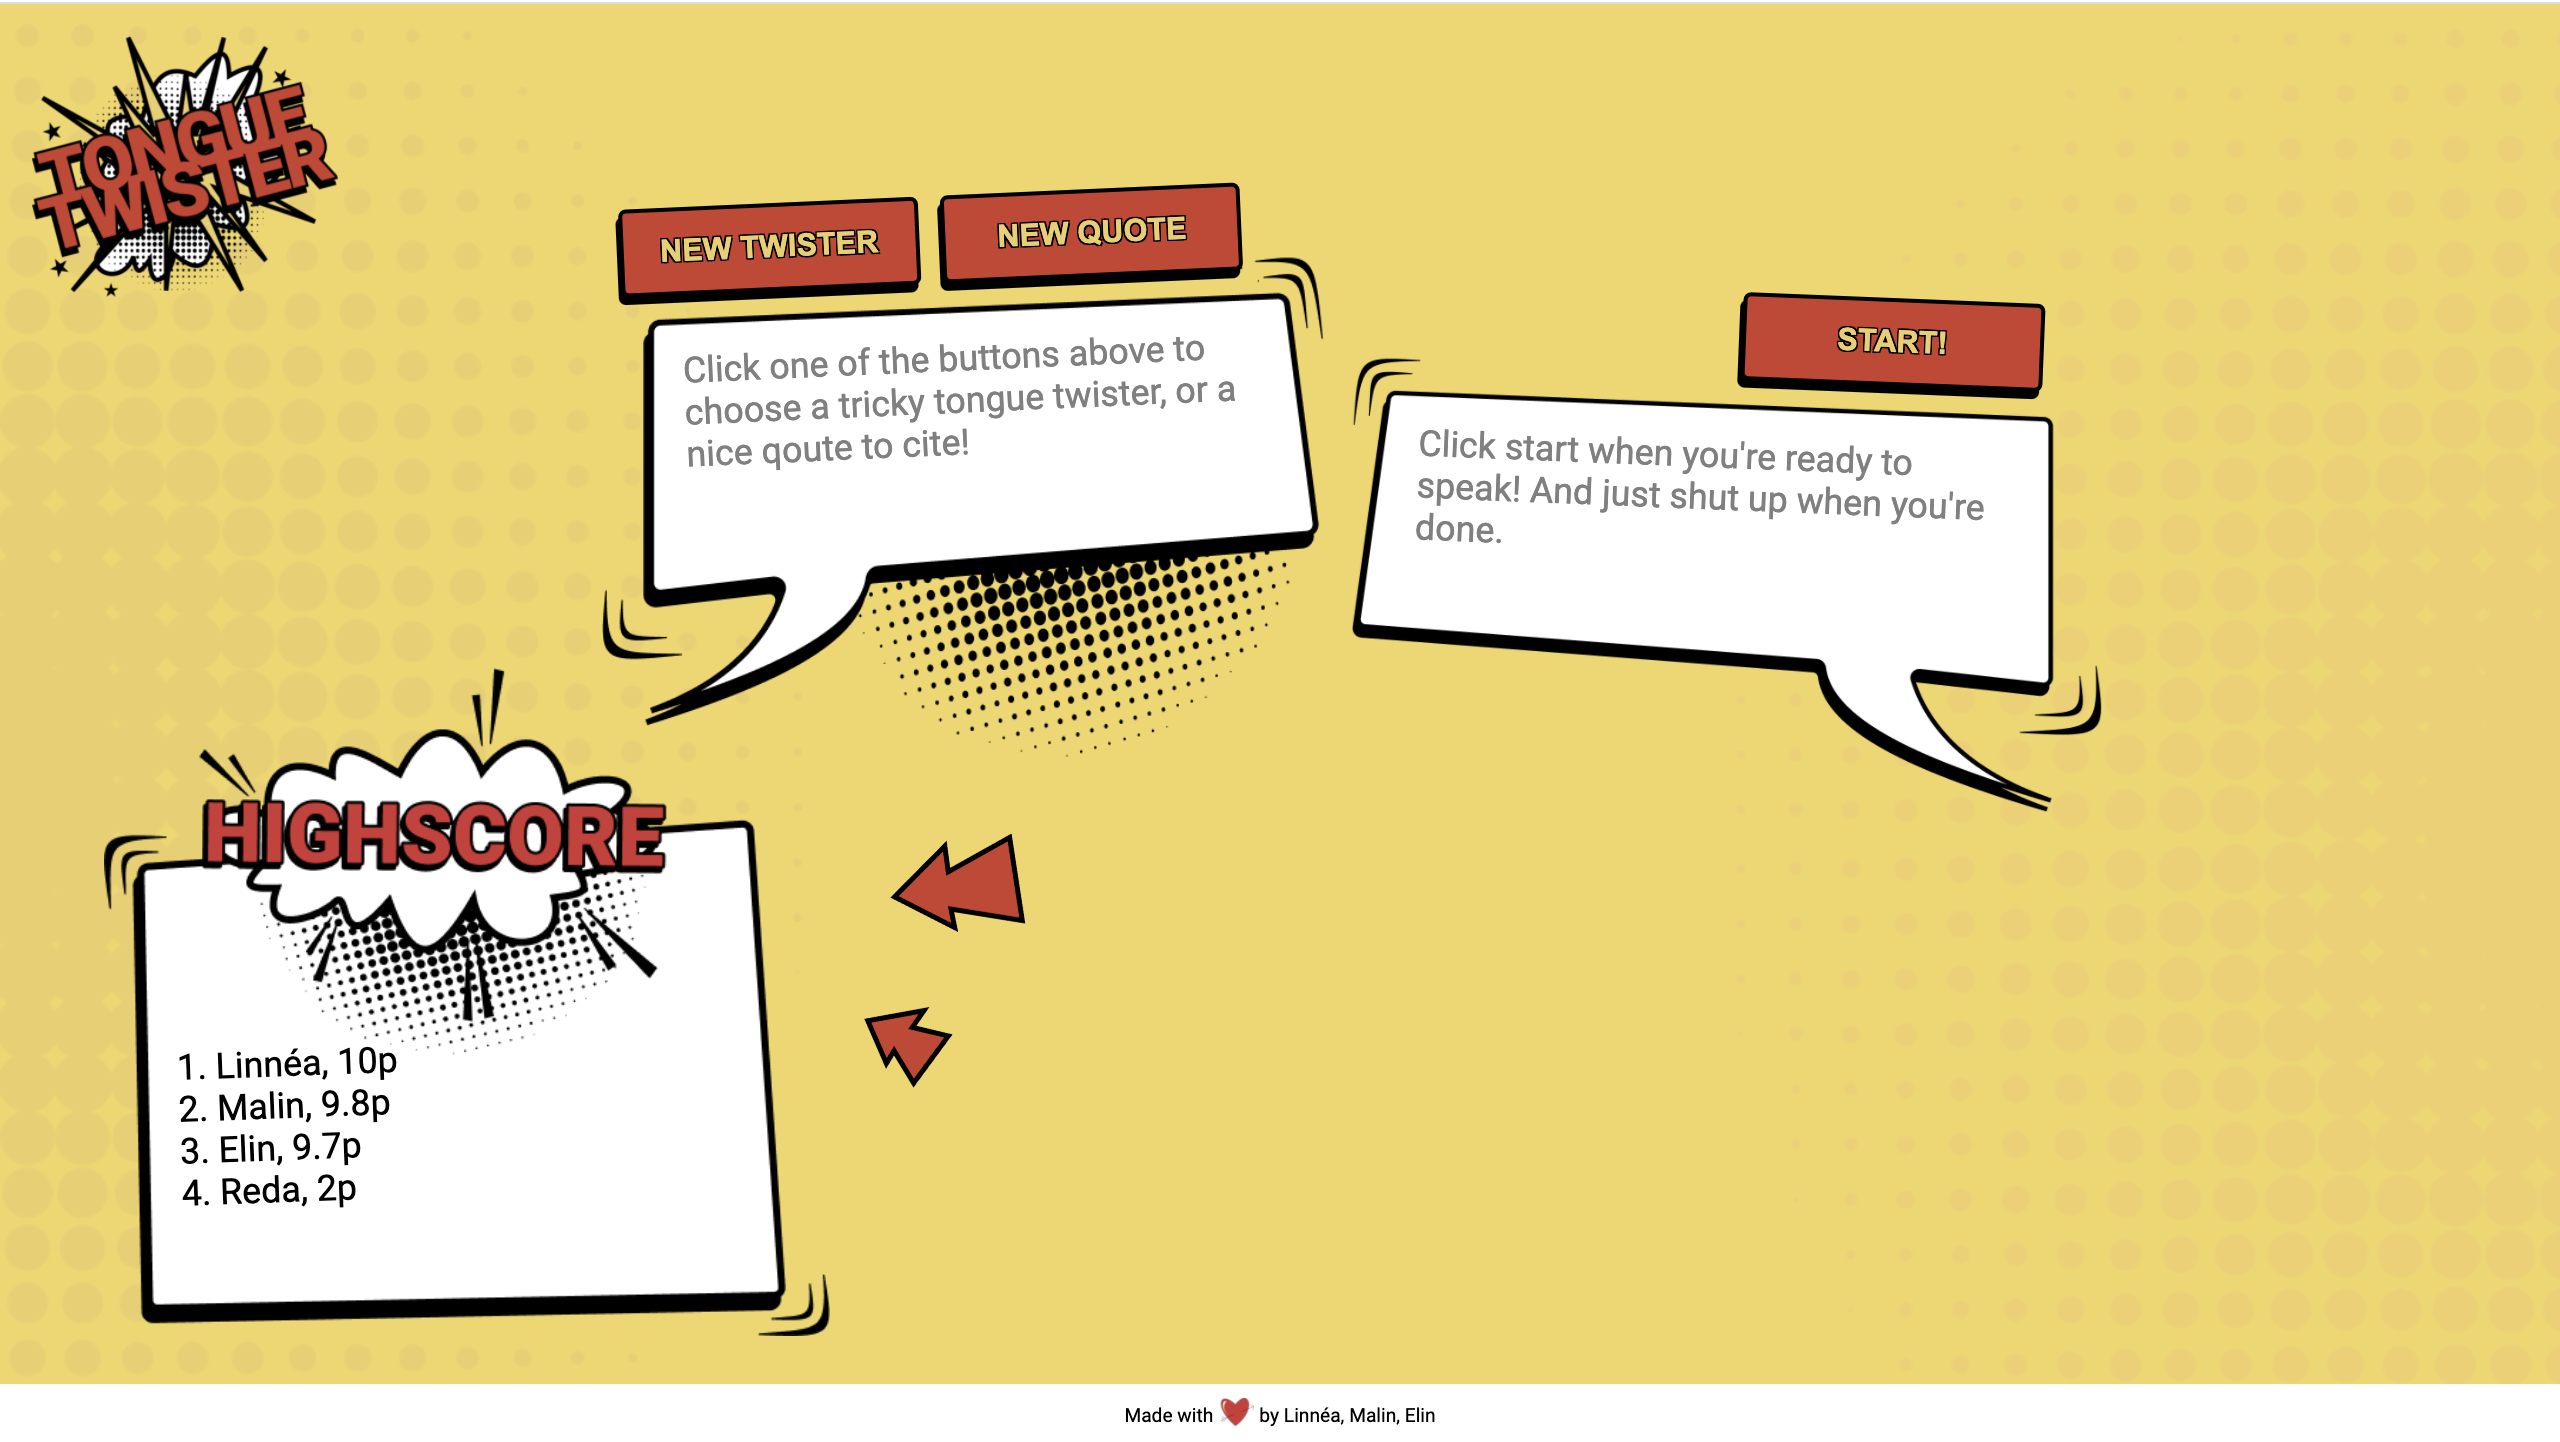 TONGUE
TWISTER
NEW TWISTER
NEW QUOTE
Click one of the buttons above to
choose a tricky tongue twister, or a
nice qoute to cite!
START!
Click start when you're ready to
speak! And just shut up when you're
done.
HIGHSCORE
1. Linnéa, 10p
2. Malin, 9.8p
3. Elin, 9.7p
4. Reda, 2p
Made with ❤ by Linnéa, Malin, Elin